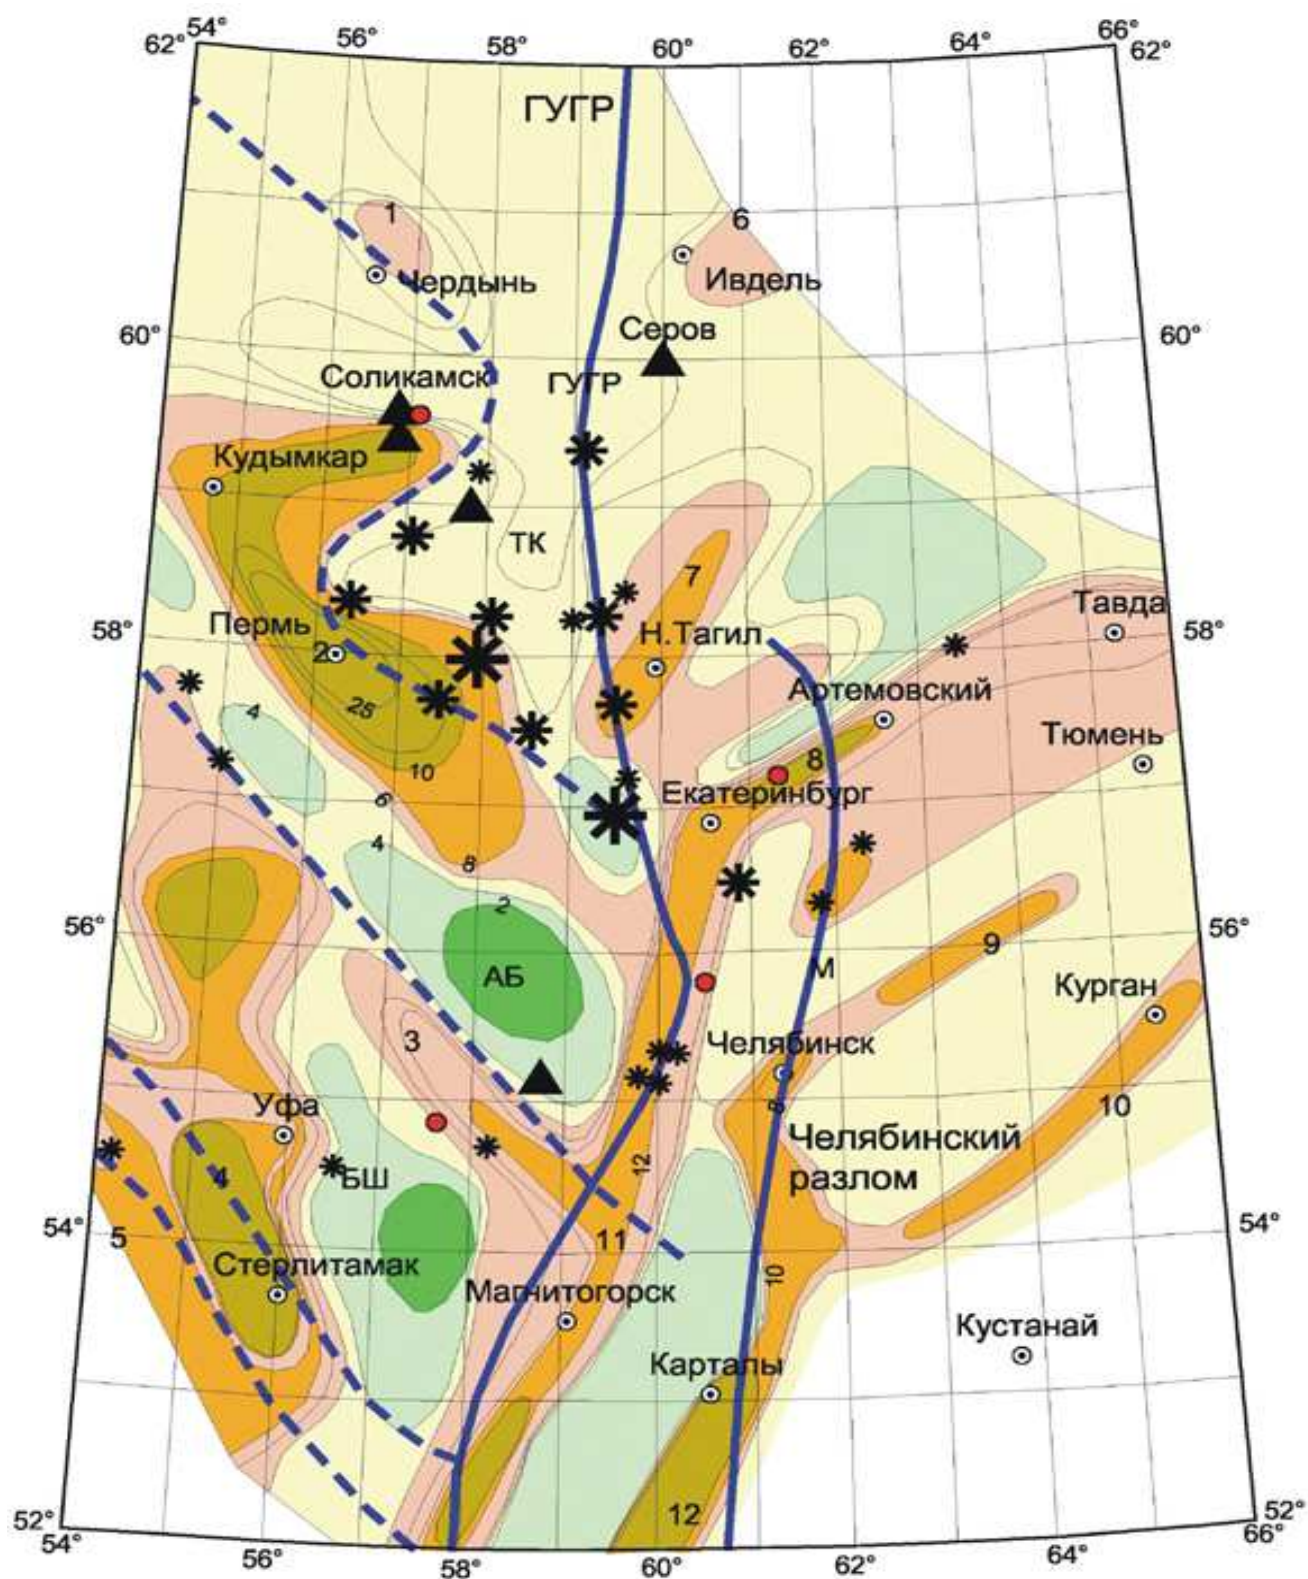 54°
56°
58°
60°
62°
64°
66°
62°
62°
ГУГР
1
6
Чердынь
Ивдель
60°
Серов
60°
Соликамск
ГУГР
Кудымкар
ТК
7
Тавда
58°
Пермь
Н.Тагил
58°
2
Артемовский
4
25
Тюмень
10
8
6
Екатеринбург
4
8
2
56°
56°
АБ
9
М
Курган
3
Челябинск
Уфа
8
10
Челябинский
разлом
12
4
БШ
54°
54°
5
11
Стерлитамак
10
Магнитогорск
Кустанай
Карталы
12
52°
52°
54°
56°
58°
60°
62°
64°
66°